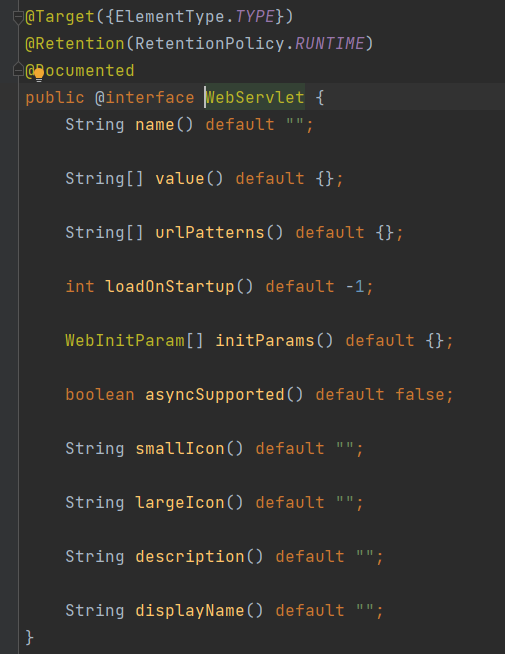 @Target({ElementType.TYPE})
@Retention(RetentionPolicy.RUNTIME)
@Documented
public @interface WebServlet {
    String name() default "";
    String[] value() default {};
    String[] urlPatterns() default {};
    int loadOnStartup() default -1;
    WebInitParam[] initParams() default {};
    boolean asyncSupported() default false;
    String smallIcon() default "";
    String largeIcon() default "";
    String description() default "";
    String displayName() default "";
}